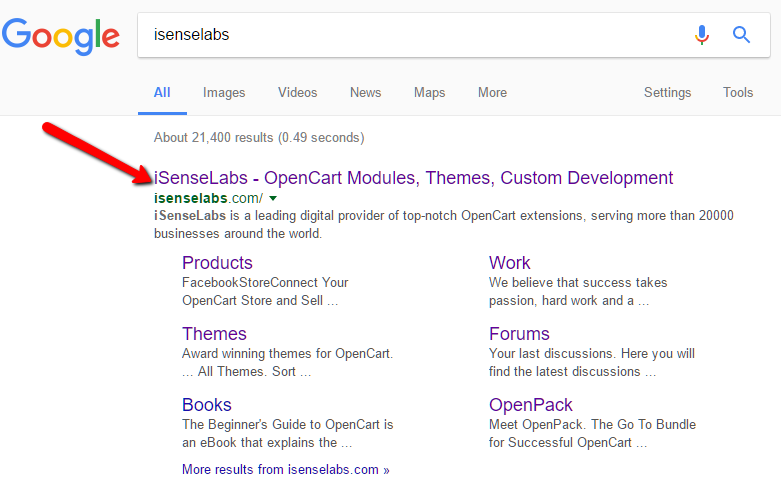 Google
isenselabs
All Images Videos News Maps More Settings Tools
About 21,400 results (0.49 seconds)
iSenseLabs - OpenCart Modules, Themes, Custom Development
isenselabs.com/
iSenseLabs is a leading digital provider of top-notch OpenCart extensions, serving more than 20000
businesses around the world.
Products
FacebookStoreConnect Your
OpenCart Store and Sell ...
Work
We believe that success takes
passion, hard work and a ...
Themes
Award winning themes for OpenCart.
... All Themes. Sort ...
Forums
Your last discussions. Here you will
find the latest discussions ...
Books
The Beginner's Guide to OpenCart is
an eBook that explains the ...
OpenPack
Meet OpenPack. The Go To Bundle
for Successful OpenCart ...
More results from isenselabs.com »